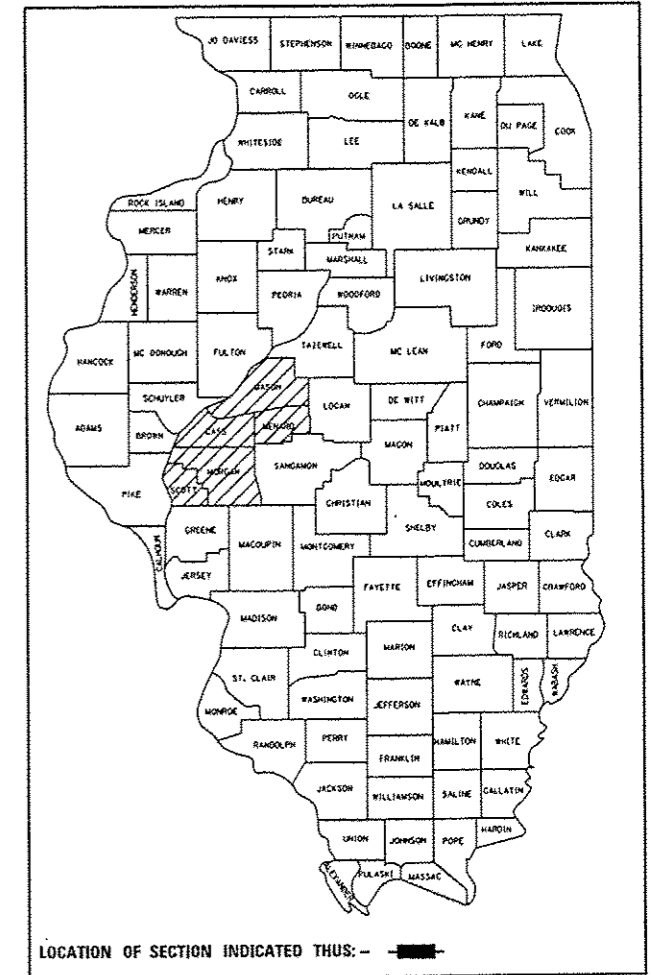 JO DAVIESS STEPHENSON WINNEBAGO BOONE MC HENRY LAKE
CARROLL OGLE DE KALB KANE DU PAGE COOK
WHITESIDE LEE
KENDALL WILL
ROCK ISLAND HENRY BUREAU LA SALLE GRUNDY
MERCER PUTNAM KANKAKEE
STARK MARSHALL
HENDERSON WARREN KNOX PEORIA WOODFORD LIVINGSTON IROQUOIS
HANCOCK MC DONOUGH FULTON TAZEWELL MC LEAN FORD
MASON
SCHUYLER LOGAN DE WITT CHAMPAIGN VERMILION
ADAMS BROWN CASS MENARD MACON PIATT
PIKE SCOTT MORGAN SANGAMON MOULTRIE DOUGLAS EDGAR
CHRISTIAN COLES
GREENE MACOUPIN MONTGOMERY SHELBY CUMBERLAND CLARK
CALHOUN JERSEY FAYETTE EFFINGHAM JASPER CRAWFORD
MADISON BOND
CLAY RICHLAND LAWRENCE
CLINTON MARION
ST. CLAIR WAYNE EDWARDS WABASH
WASHINGTON JEFFERSON
MONROE
RANDOLPH PERRY HAMILTON WHITE
FRANKLIN
JACKSON WILLIAMSON SALINE GALLATIN
UNION JOHNSON POPE HARDIN
ALEXANDER PULASKI MASSAC
LOCATION OF SECTION INDICATED THUS: –